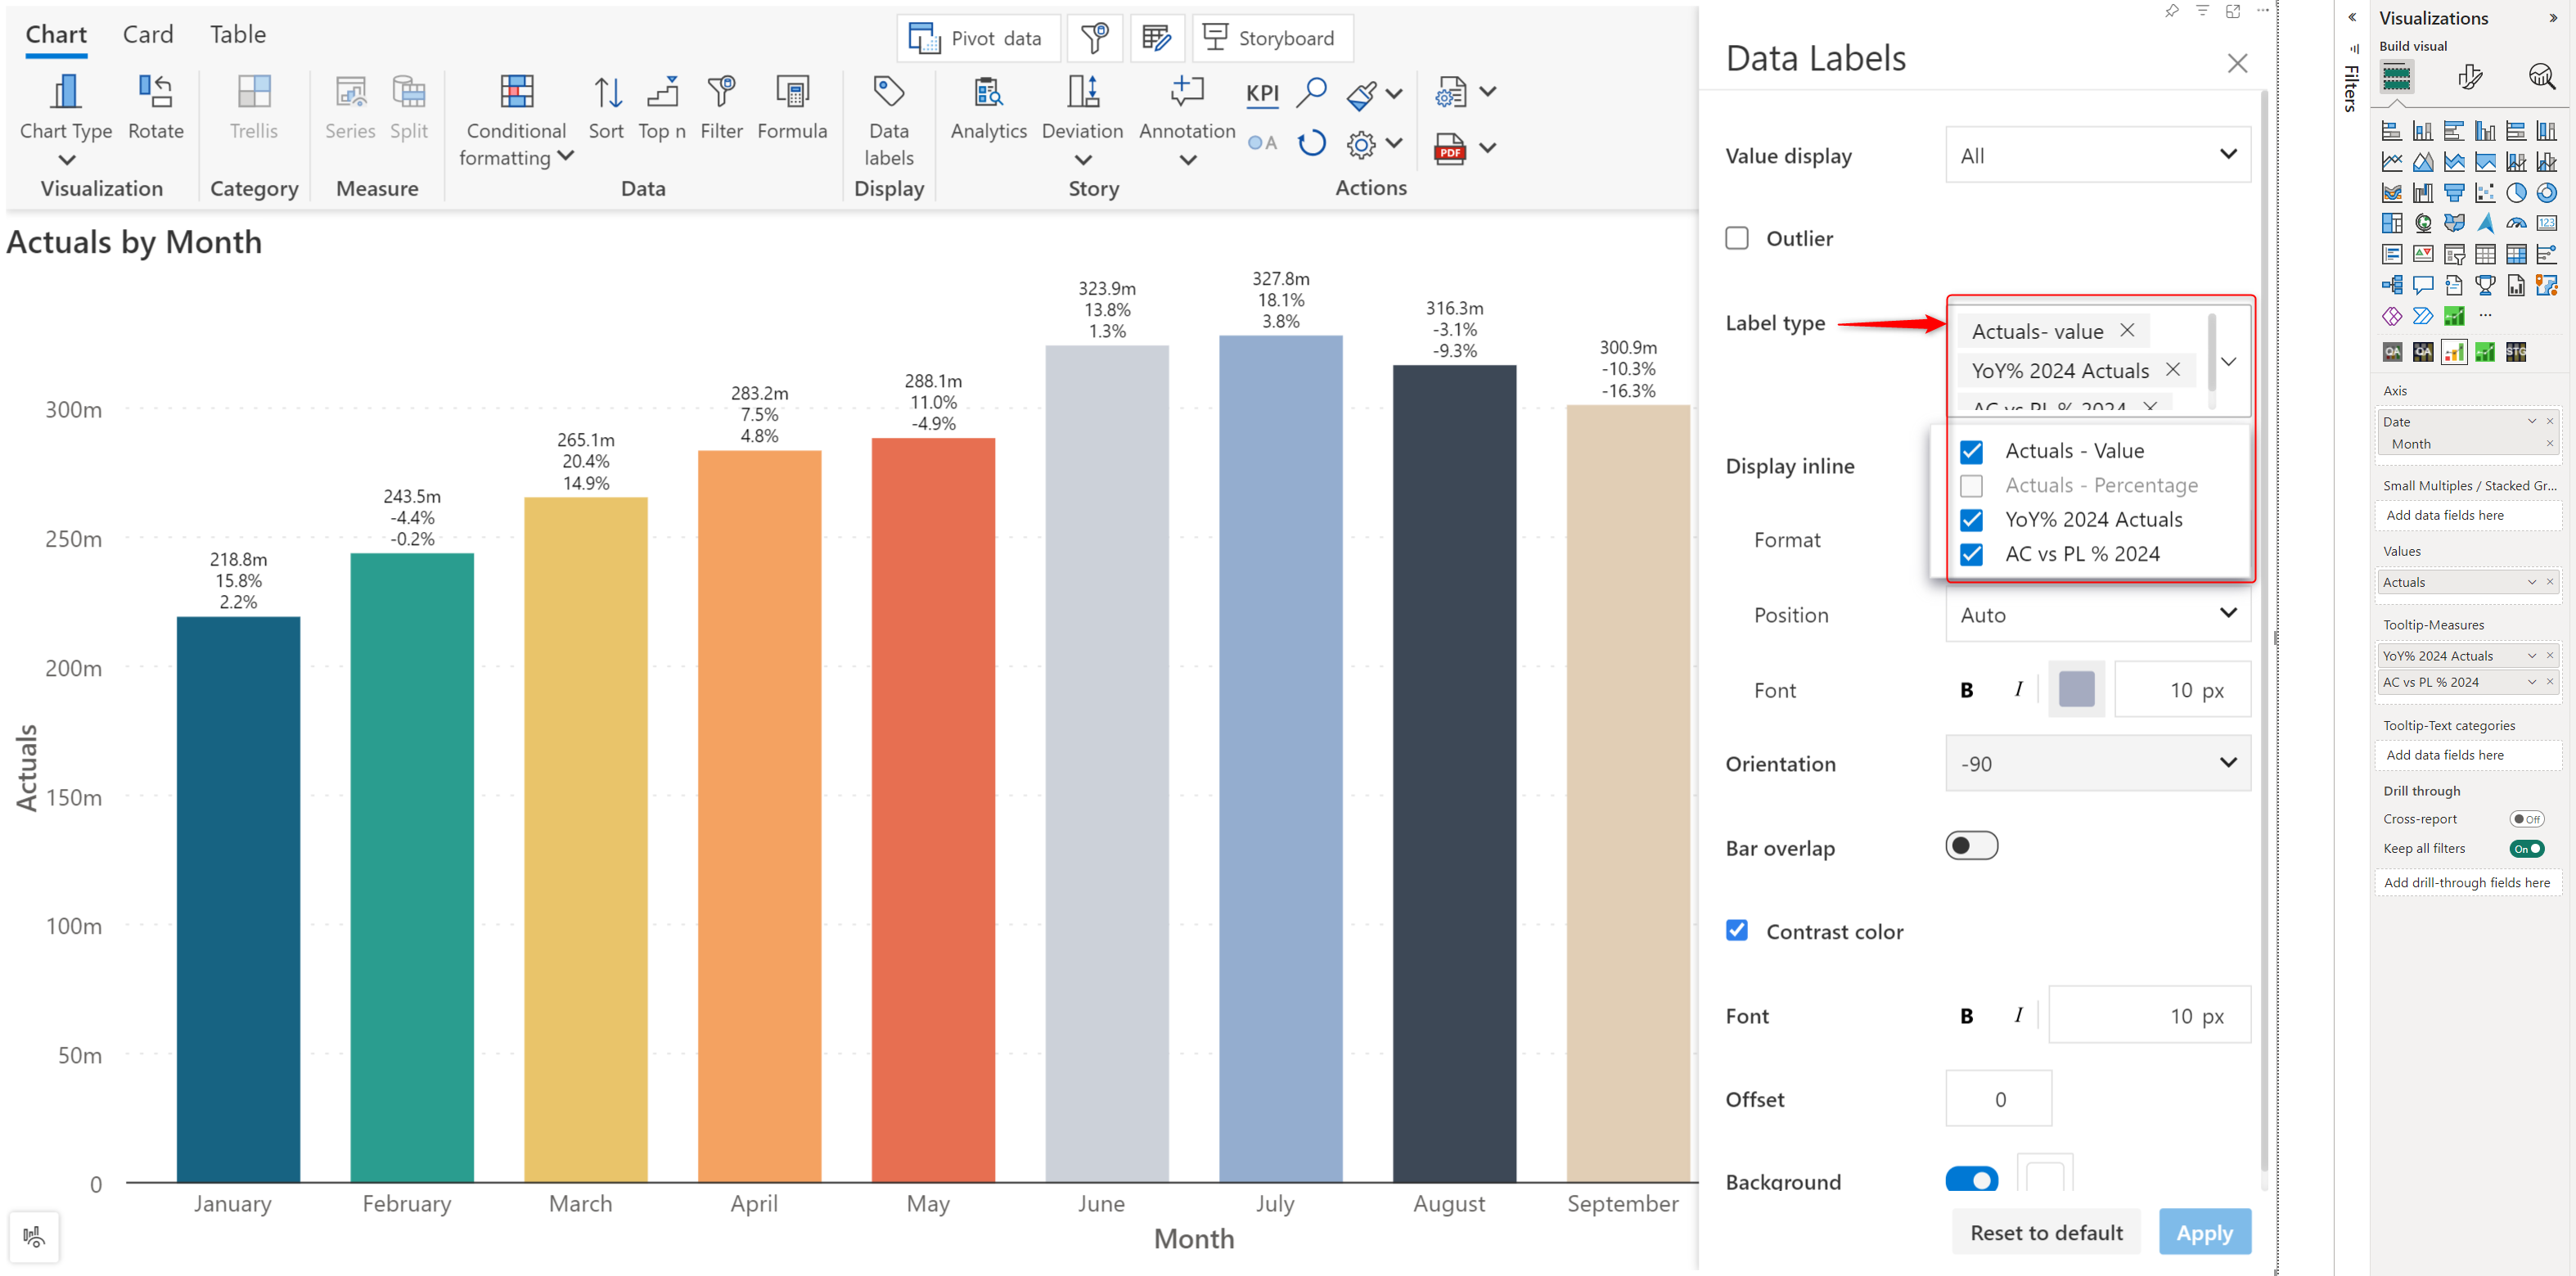 Chart Card Table
Pivot data
Storyboard
Chart Type
Rotate
Trellis
Series
Split
Conditional
formatting
Sort
Top n
Filter
Formula
Data
labels
Analytics
Deviation
Annotation
KPI
A
PDF
Visualization
Category
Measure
Data
Display
Story
Actions
Actuals by Month
Actuals
300m
250m
200m
150m
100m
50m
0
218.8m
15.8%
2.2%
243.5m
-4.4%
-0.2%
265.1m
20.4%
14.9%
283.2m
7.5%
4.8%
288.1m
11.0%
-4.9%
323.9m
13.8%
1.3%
327.8m
18.1%
3.8%
316.3m
-3.1%
-9.3%
300.9m
-10.3%
-16.3%
January
February
March
April
May
June
July
August
September
Month
Data Labels
Value display
All
Outlier
Label type
Actuals- value
YoY% 2024 Actuals
AC vs PL % 2024
Actuals - Value
Actuals - Percentage
YoY% 2024 Actuals
AC vs PL % 2024
Display inline
Format
Position
Auto
Font
B I
10 px
Orientation
-90
Bar overlap
Contrast color
Font
B I
10 px
Offset
0
Background
Reset to default
Apply
Filters
Visualizations
Build visual
123
QA
QA
STG
Axis
Date
Month
Small Multiples / Stacked Gr...
Add data fields here
Values
Actuals
Tooltip-Measures
YoY% 2024 Actuals
AC vs PL % 2024
Tooltip-Text categories
Add data fields here
Drill through
Cross-report
Off
Keep all filters
On
Add drill-through fields here